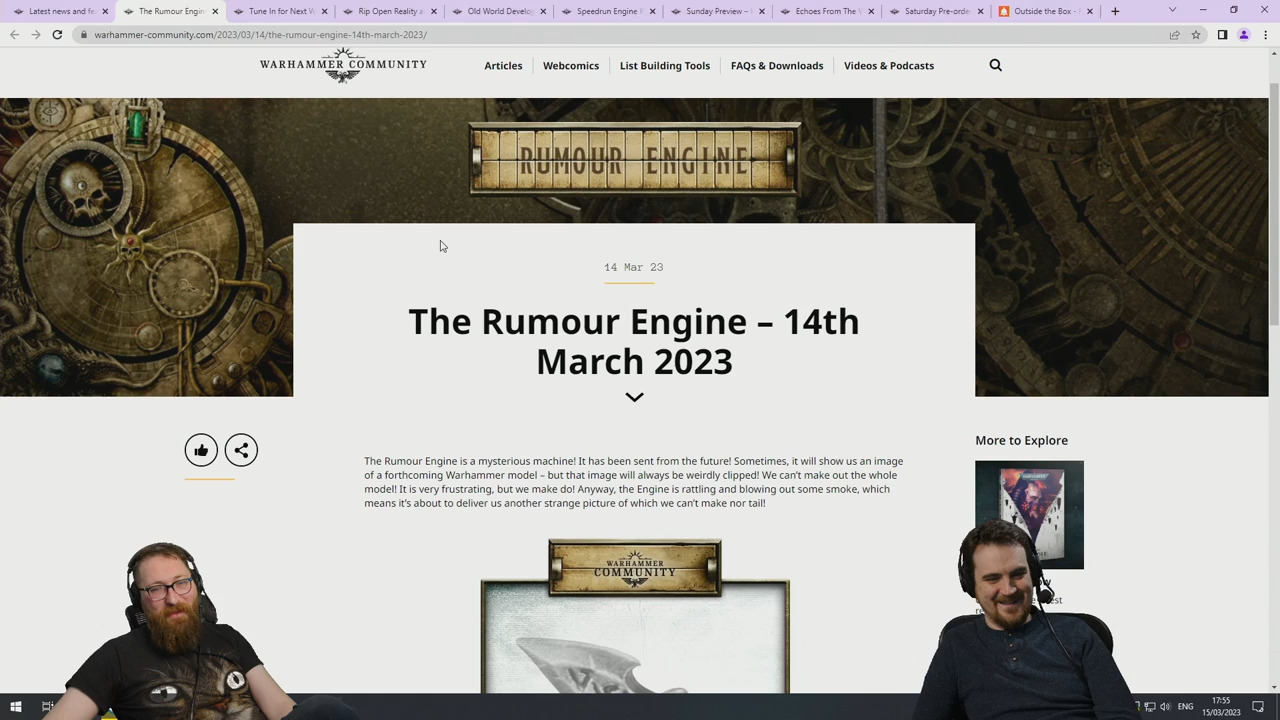 Latest news and fe
The Rumour Engin
Tune In for Next W
Rip Open Reality a
Old World Develop
Speedrun Engine
Sunday Preview –
Echoes From The W
Saturday Pre-order
Outside the Box -
warhammer-community.com/2023/03/14/the-rumour-engine-14th-march-2023/
WARHAMMER COMMUNITY
Articles
Webcomics
List Building Tools
FAQs & Downloads
Videos & Podcasts
RUMOUR ENGINE
14 Mar 23
The Rumour Engine – 14th
March 2023
More to Explore
The Rumour Engine is a mysterious machine! It has been sent from the future! Sometimes, it will show us an image
of a forthcoming Warhammer model – but that image will always be weirdly clipped! We can't make out the whole
model! It is very frustrating, but we make do! Anyway, the Engine is rattling and blowing out some smoke, which
means it's about to deliver us another strange picture of which we can't make nor tail!
WARHAMMER
COMMUNITY
ENG
17:55
15/03/2023